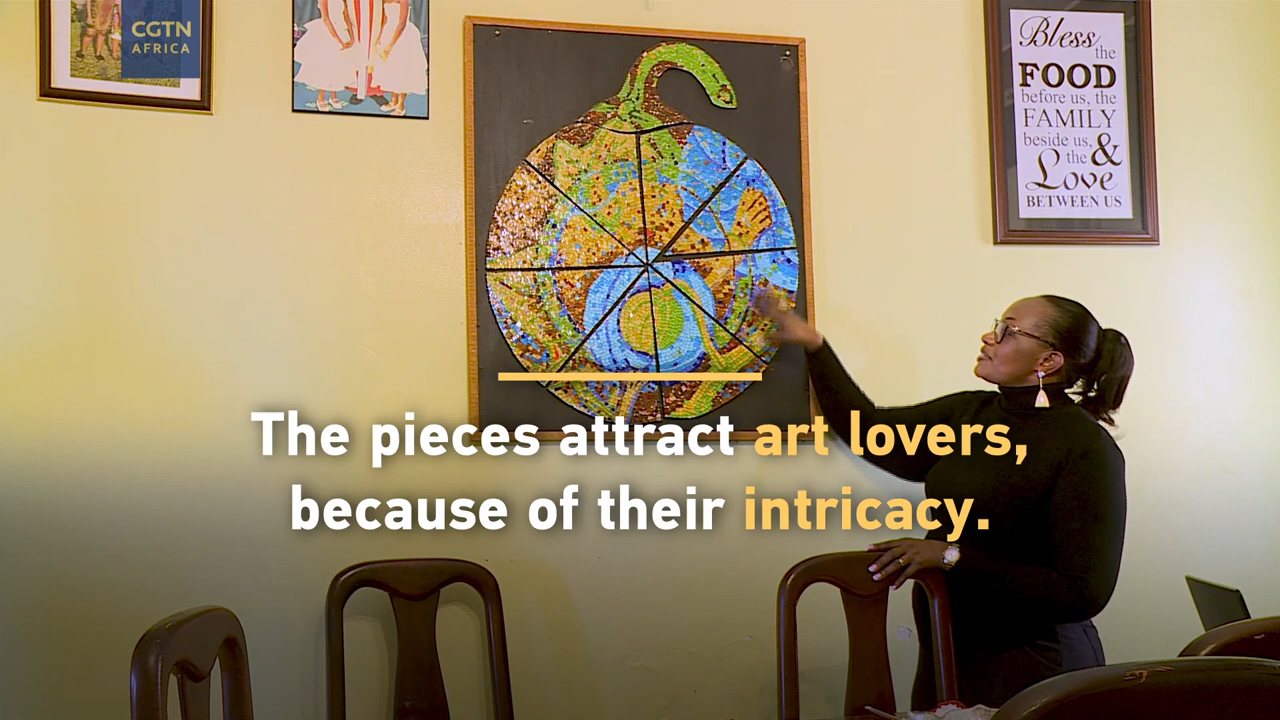 CGTN
AFRICA
Bless
the
FOOD
before us, the
FAMILY
beside us,
the &
Love
BETWEEN US
The pieces attract art lovers,
because of their intricacy.